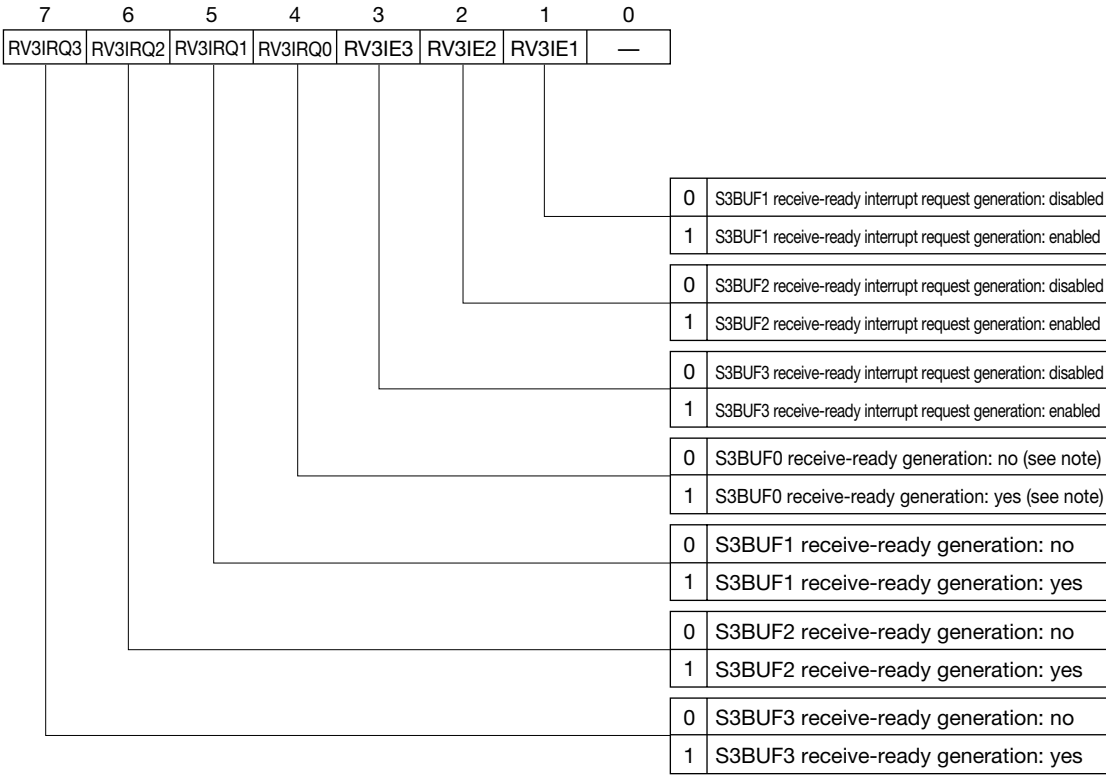 7 6 5 4 3 2 1 0
RV3IRQ3 RV3IRQ2 RV3IRQ1 RV3IRQ0 RV3IE3 RV3IE2 RV3IE1 —
0 S3BUF1 receive-ready interrupt request generation: disabled
1 S3BUF1 receive-ready interrupt request generation: enabled
0 S3BUF2 receive-ready interrupt request generation: disabled
1 S3BUF2 receive-ready interrupt request generation: enabled
0 S3BUF3 receive-ready interrupt request generation: disabled
1 S3BUF3 receive-ready interrupt request generation: enabled
0 S3BUF0 receive-ready generation: no (see note)
1 S3BUF0 receive-ready generation: yes (see note)
0 S3BUF1 receive-ready generation: no
1 S3BUF1 receive-ready generation: yes
0 S3BUF2 receive-ready generation: no
1 S3BUF2 receive-ready generation: yes
0 S3BUF3 receive-ready generation: no
1 S3BUF3 receive-ready generation: yes